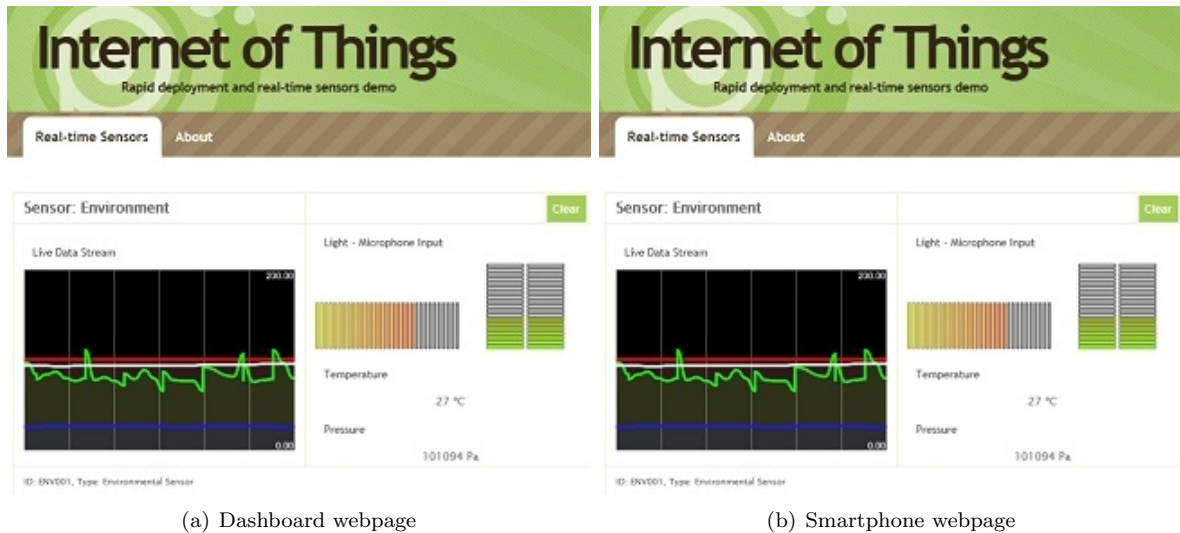 Internet of Things
Rapid deployment and real-time sensors demo
Real-time Sensors
About
Sensor: Environment
Clear
Live Data Stream
Light - Microphone Input
200.00
0.00
Temperature
27 °C
Pressure
101094 Pa
ID: ENV001, Type: Environmental Sensor
(a) Dashboard webpage
Internet of Things
Rapid deployment and real-time sensors demo
Real-time Sensors
About
Sensor: Environment
Clear
Live Data Stream
Light - Microphone Input
200.00
0.00
Temperature
27 °C
Pressure
101094 Pa
ID: ENV001, Type: Environmental Sensor
(b) Smartphone webpage